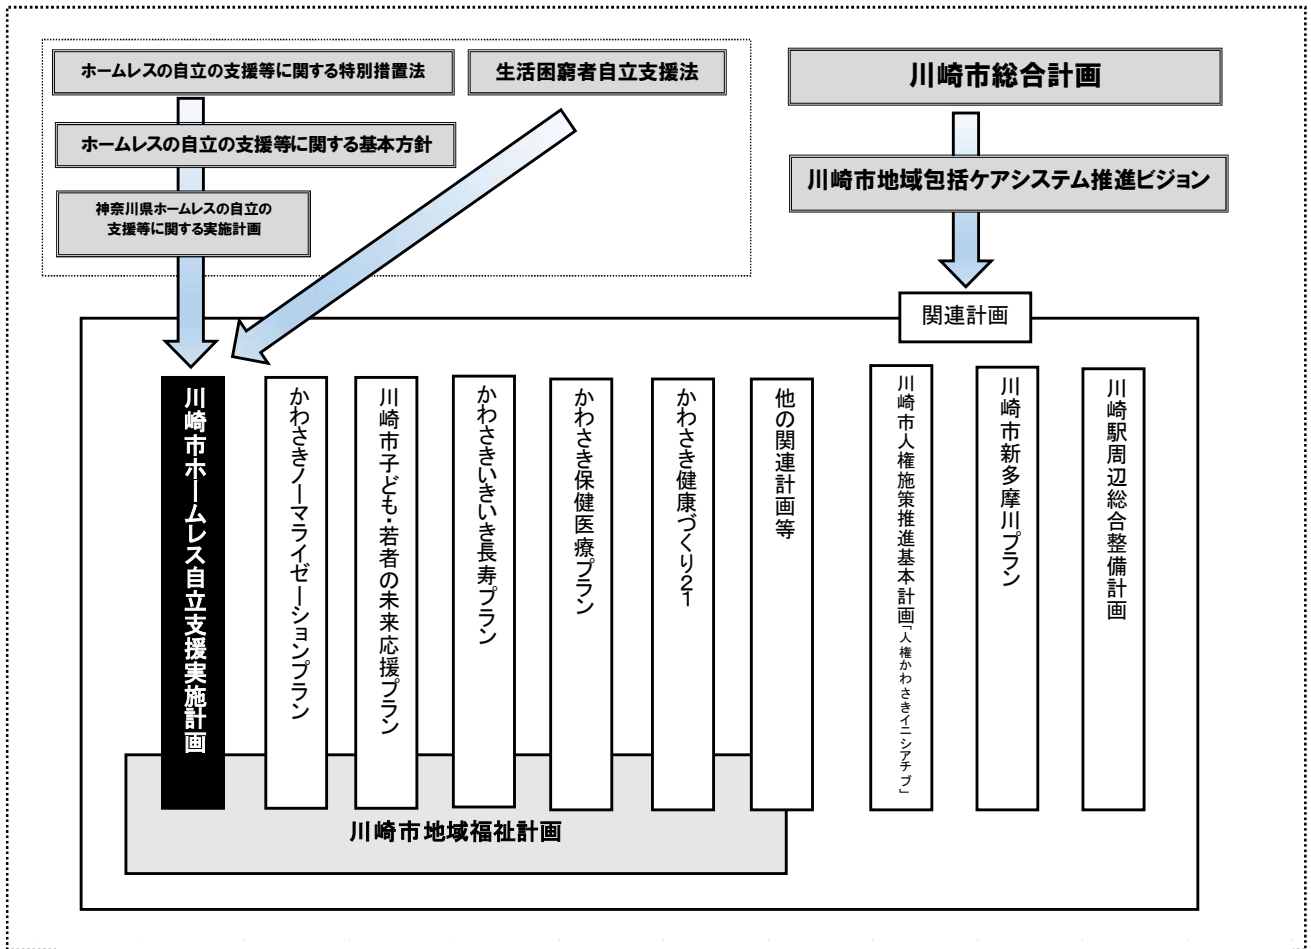 ホームレスの自立の支援等に関する特別措置法
生活困窮者自立支援法
川崎市総合計画
ホームレスの自立の支援等に関する基本方針
川崎市地域包括ケアシステム推進ビジョン
神奈川県ホームレスの自立の
支援等に関する実施計画
関連計画
川崎市ホームレス自立支援実施計画
かわさきノーマライゼーションプラン
川崎市子ども・若者の未来応援プラン
かわさきいきいき長寿プラン
かわさき保健医療プラン
かわさき健康づくり21
他の関連計画等
川崎市人権施策推進基本計画「人権かわさきイニシアチブ」
川崎市新多摩川プラン
川崎駅周辺総合整備計画
川崎市地域福祉計画